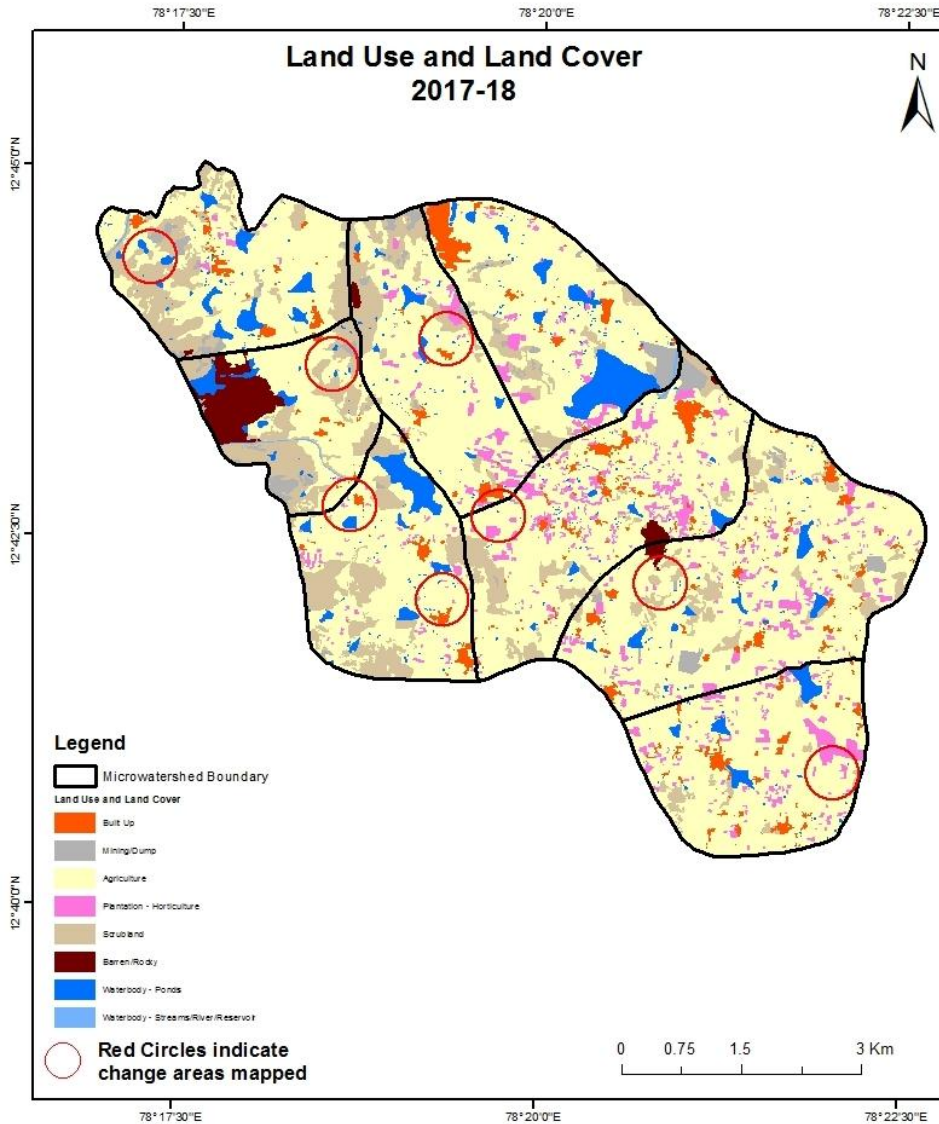 78°17'30"E
78°20'0"E
78°22'30"E
Land Use and Land Cover
2017-18
N
12°45'0"N
12°42'30"N
12°40'0"N
Legend
Microwatershed Boundary
Land Use and Land Cover
Built Up
Mining/Dump
Agriculture
Plantation - Horticulture
Scrubland
Barren/Rocky
Waterbody - Ponds
Waterbody - Streams/River/Reservoir
Red Circles indicate
change areas mapped
0 0.75 1.5 3 Km
78°17'30"E
78°20'0"E
78°22'30"E